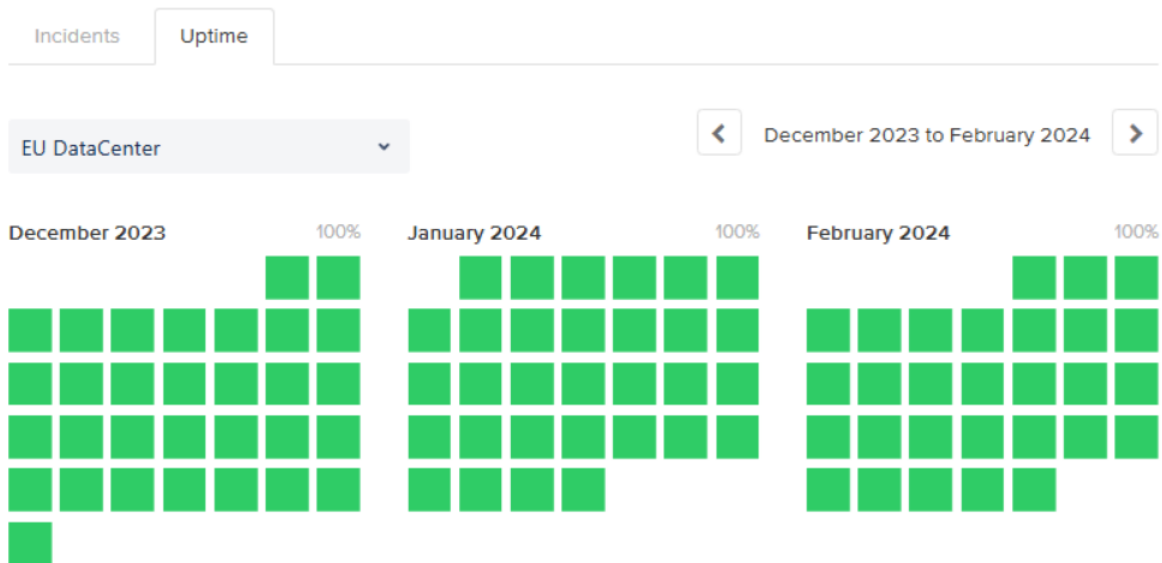 Incidents
Uptime
EU DataCenter
December 2023 to February 2024
December 2023 100%
January 2024 100%
February 2024 100%